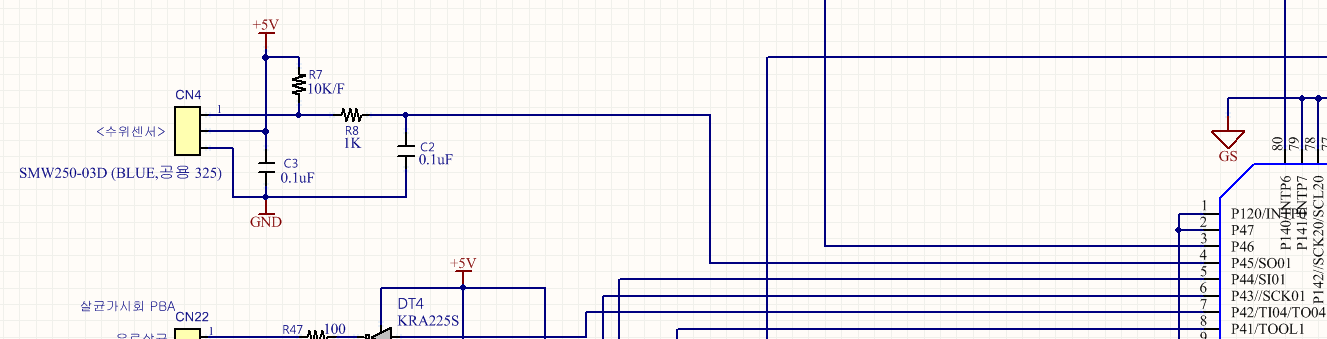 +5V
R7
10K/F
CN4
1
<수위센서>
R8
1K
C2
0.1uF
C3
0.1uF
SMW250-03D (BLUE,공용 325)
GND
+5V
살균가시회 PBA
CN22
1
R47
100
DT4
KRA225S
GS
80
79
78
77
P140/INTP6
P141/INTP7
P142//SCK20/SCL20
1
P120/INTP0
2
P47
3
P46
4
P45/SO01
5
P44/SI01
6
P43//SCK01
7
P42/TI04/TO04
8
P41/TOOL1
9